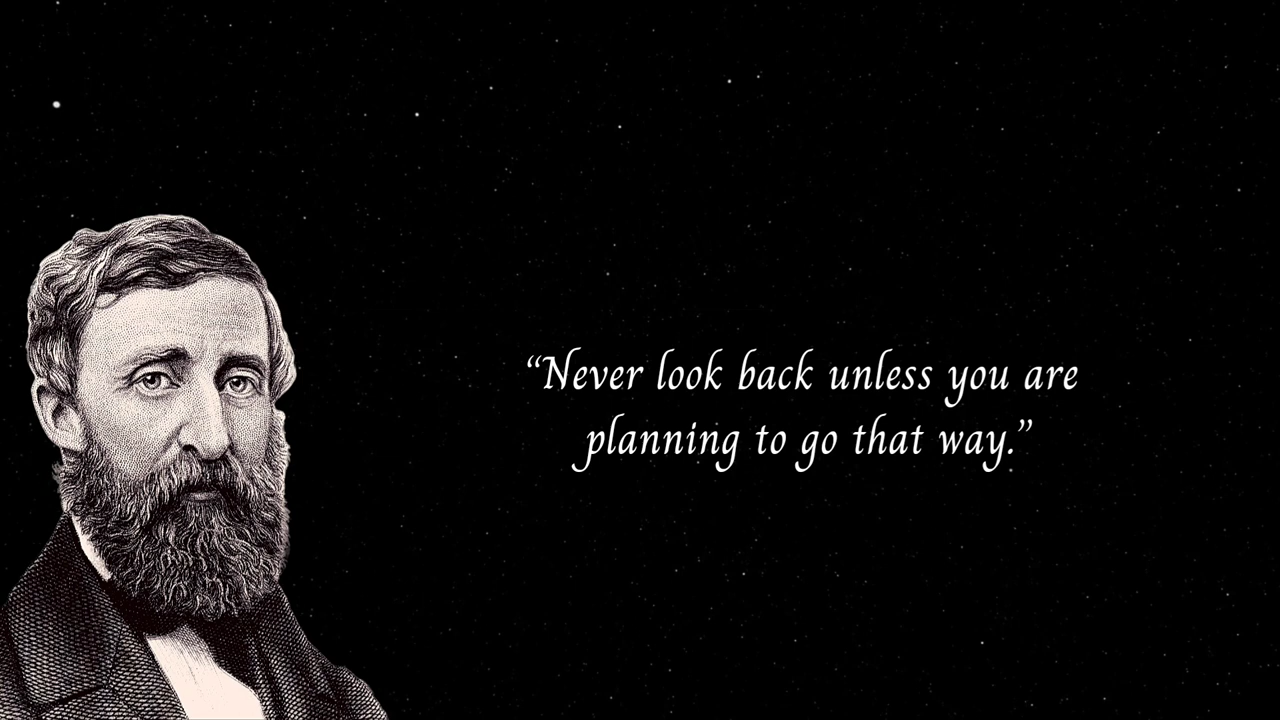 “Never look back unless you are
planning to go that way.”